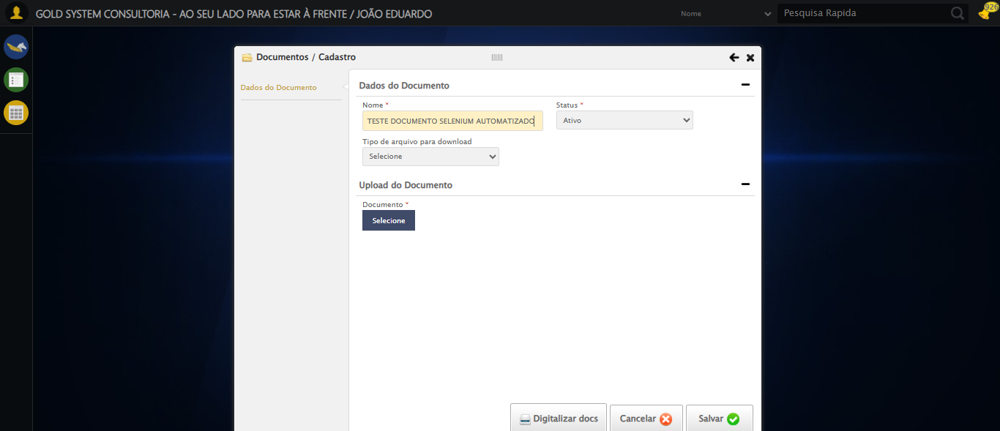 GOLD SYSTEM CONSULTORIA - AO SEU LADO PARA ESTAR À FRENTE / JOÃO EDUARDO
Nome
Pesquisa Rapida
926
Documentos / Cadastro
Dados do Documento
Dados do Documento
Nome *
Status *
TESTE DOCUMENTO SELENIUM AUTOMATIZADO
Ativo
Tipo de arquivo para download
Selecione
Upload do Documento
Documento *
Selecione
Digitalizar docs
Cancelar
Salvar